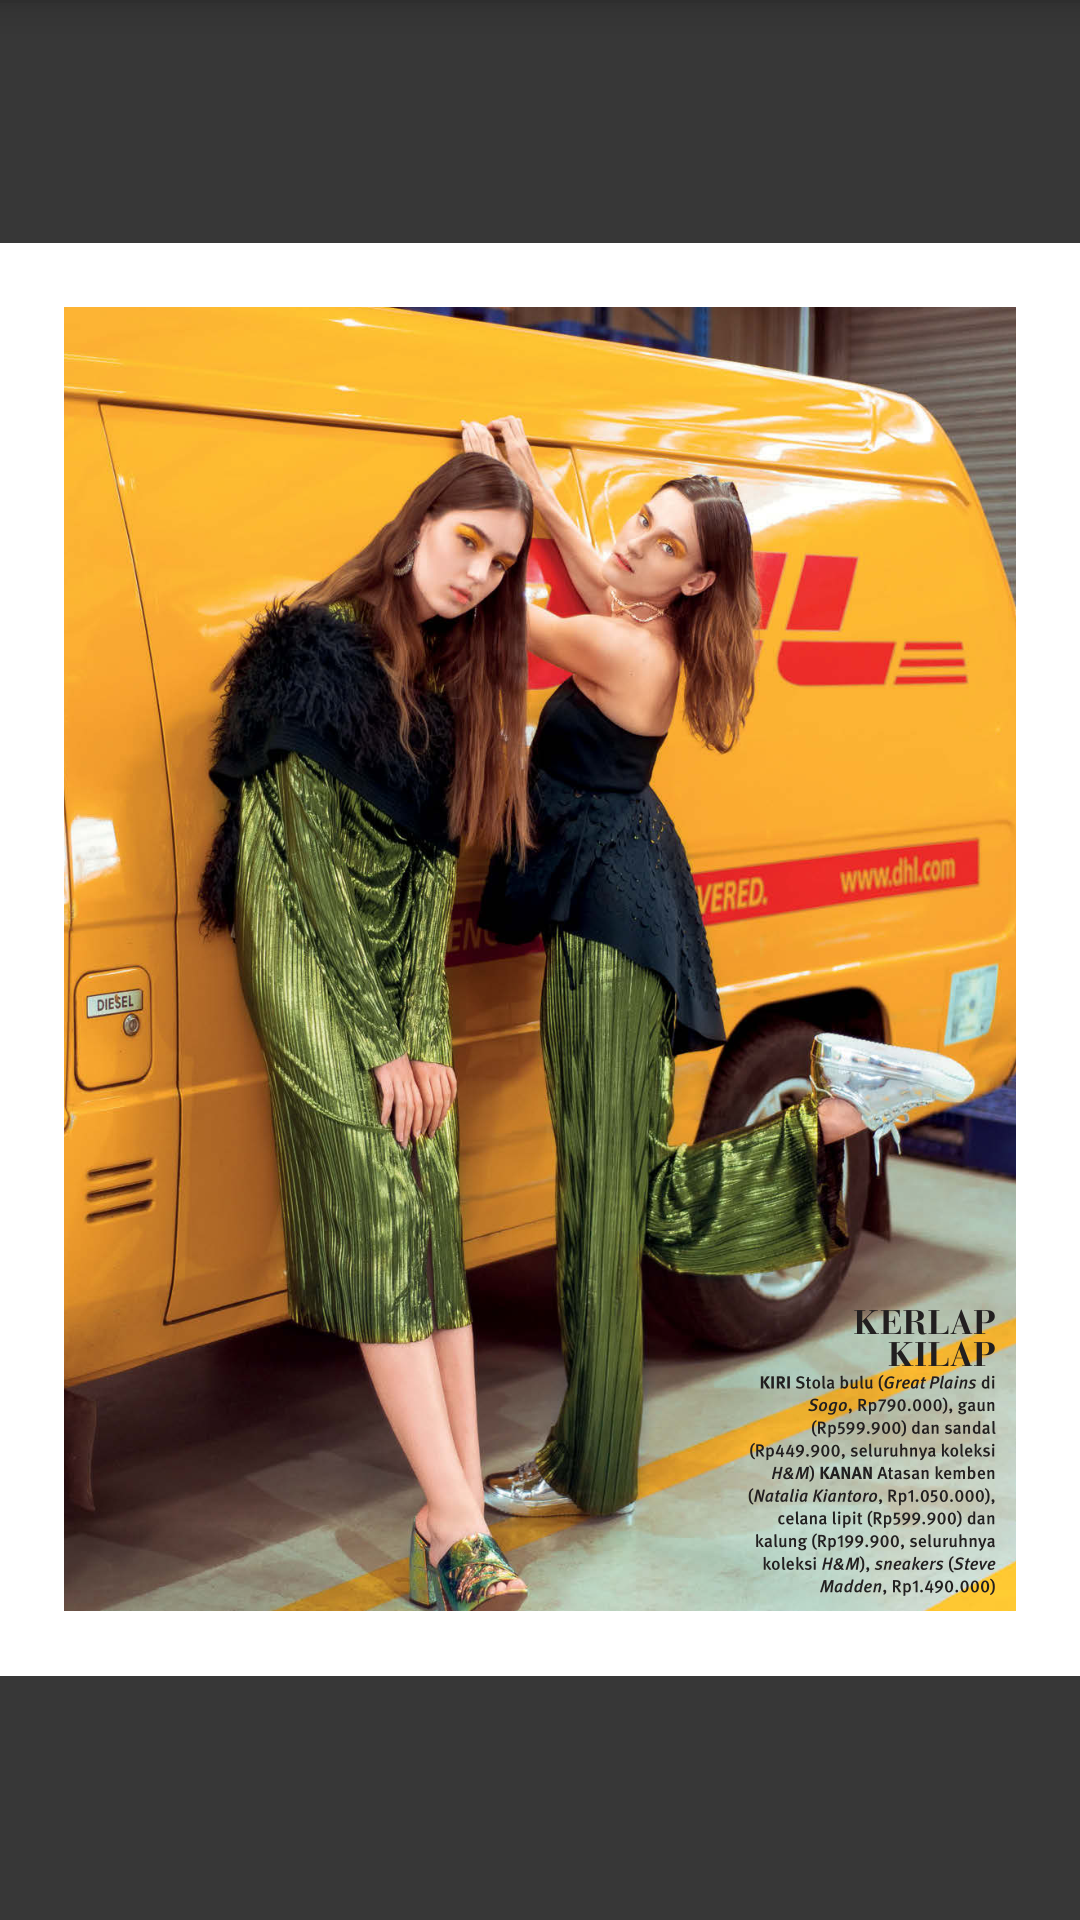 DHL
VERED.
www.dhl.com
DIESEL
KERLAP
KILAP
KIRI Stola bulu (Great Plains di
Sogo, Rp790.000), gaun
(Rp599.900) dan sandal
(Rp449.900, seluruhnya koleksi
H&M) KANAN Atasan kemben
(Natalia Kiantoro, Rp1.050.000),
celana lipit (Rp599.900) dan
kalung (Rp199.900, seluruhnya
koleksi H&M), sneakers (Steve
Madden, Rp1.490.000)